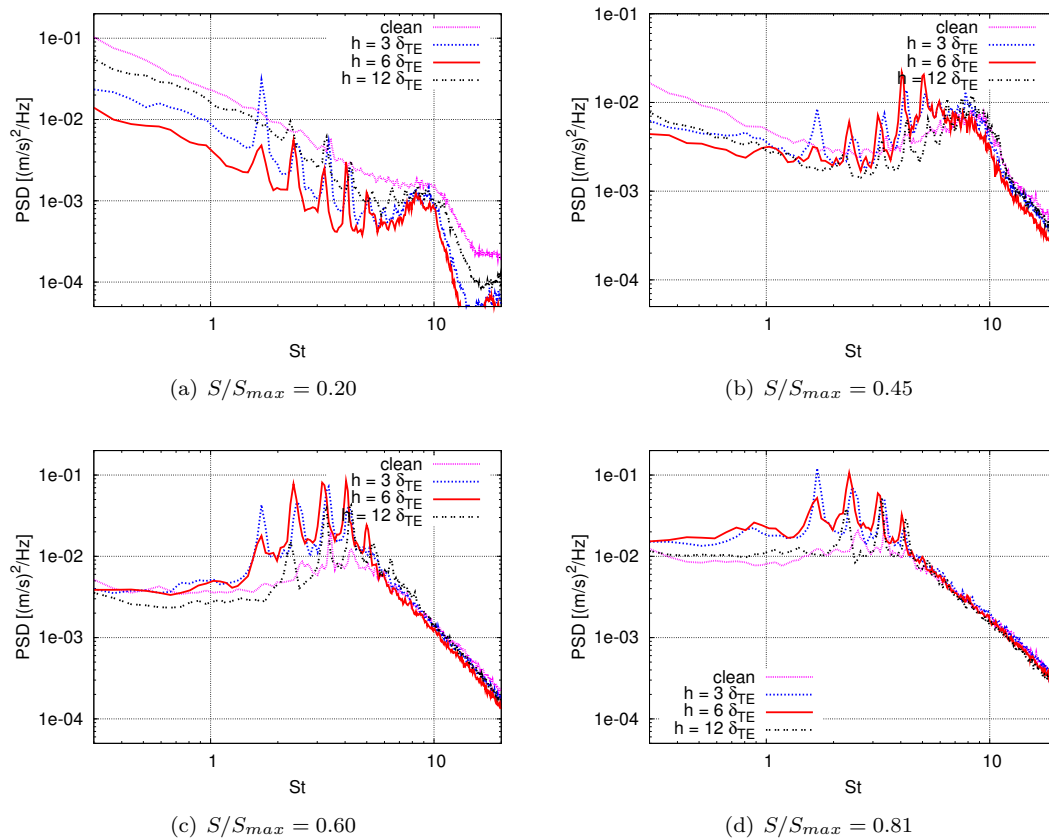 1e-01
1e-02
1e-03
1e-04
PSD [(m/s)²/Hz]
clean
h = 3 δTE
h = 6 δTE
h = 12 δTE
1
10
St
(a) S/Smax = 0.20
1e-01
1e-02
1e-03
1e-04
PSD [(m/s)²/Hz]
clean
h = 3 δTE
h = 6 δTE
h = 12 δTE
1
10
St
(b) S/Smax = 0.45
1e-01
1e-02
1e-03
1e-04
PSD [(m/s)²/Hz]
clean
h = 3 δTE
h = 6 δTE
h = 12 δTE
1
10
St
(c) S/Smax = 0.60
1e-01
1e-02
1e-03
1e-04
PSD [(m/s)²/Hz]
clean
h = 3 δTE
h = 6 δTE
h = 12 δTE
1
10
St
(d) S/Smax = 0.81